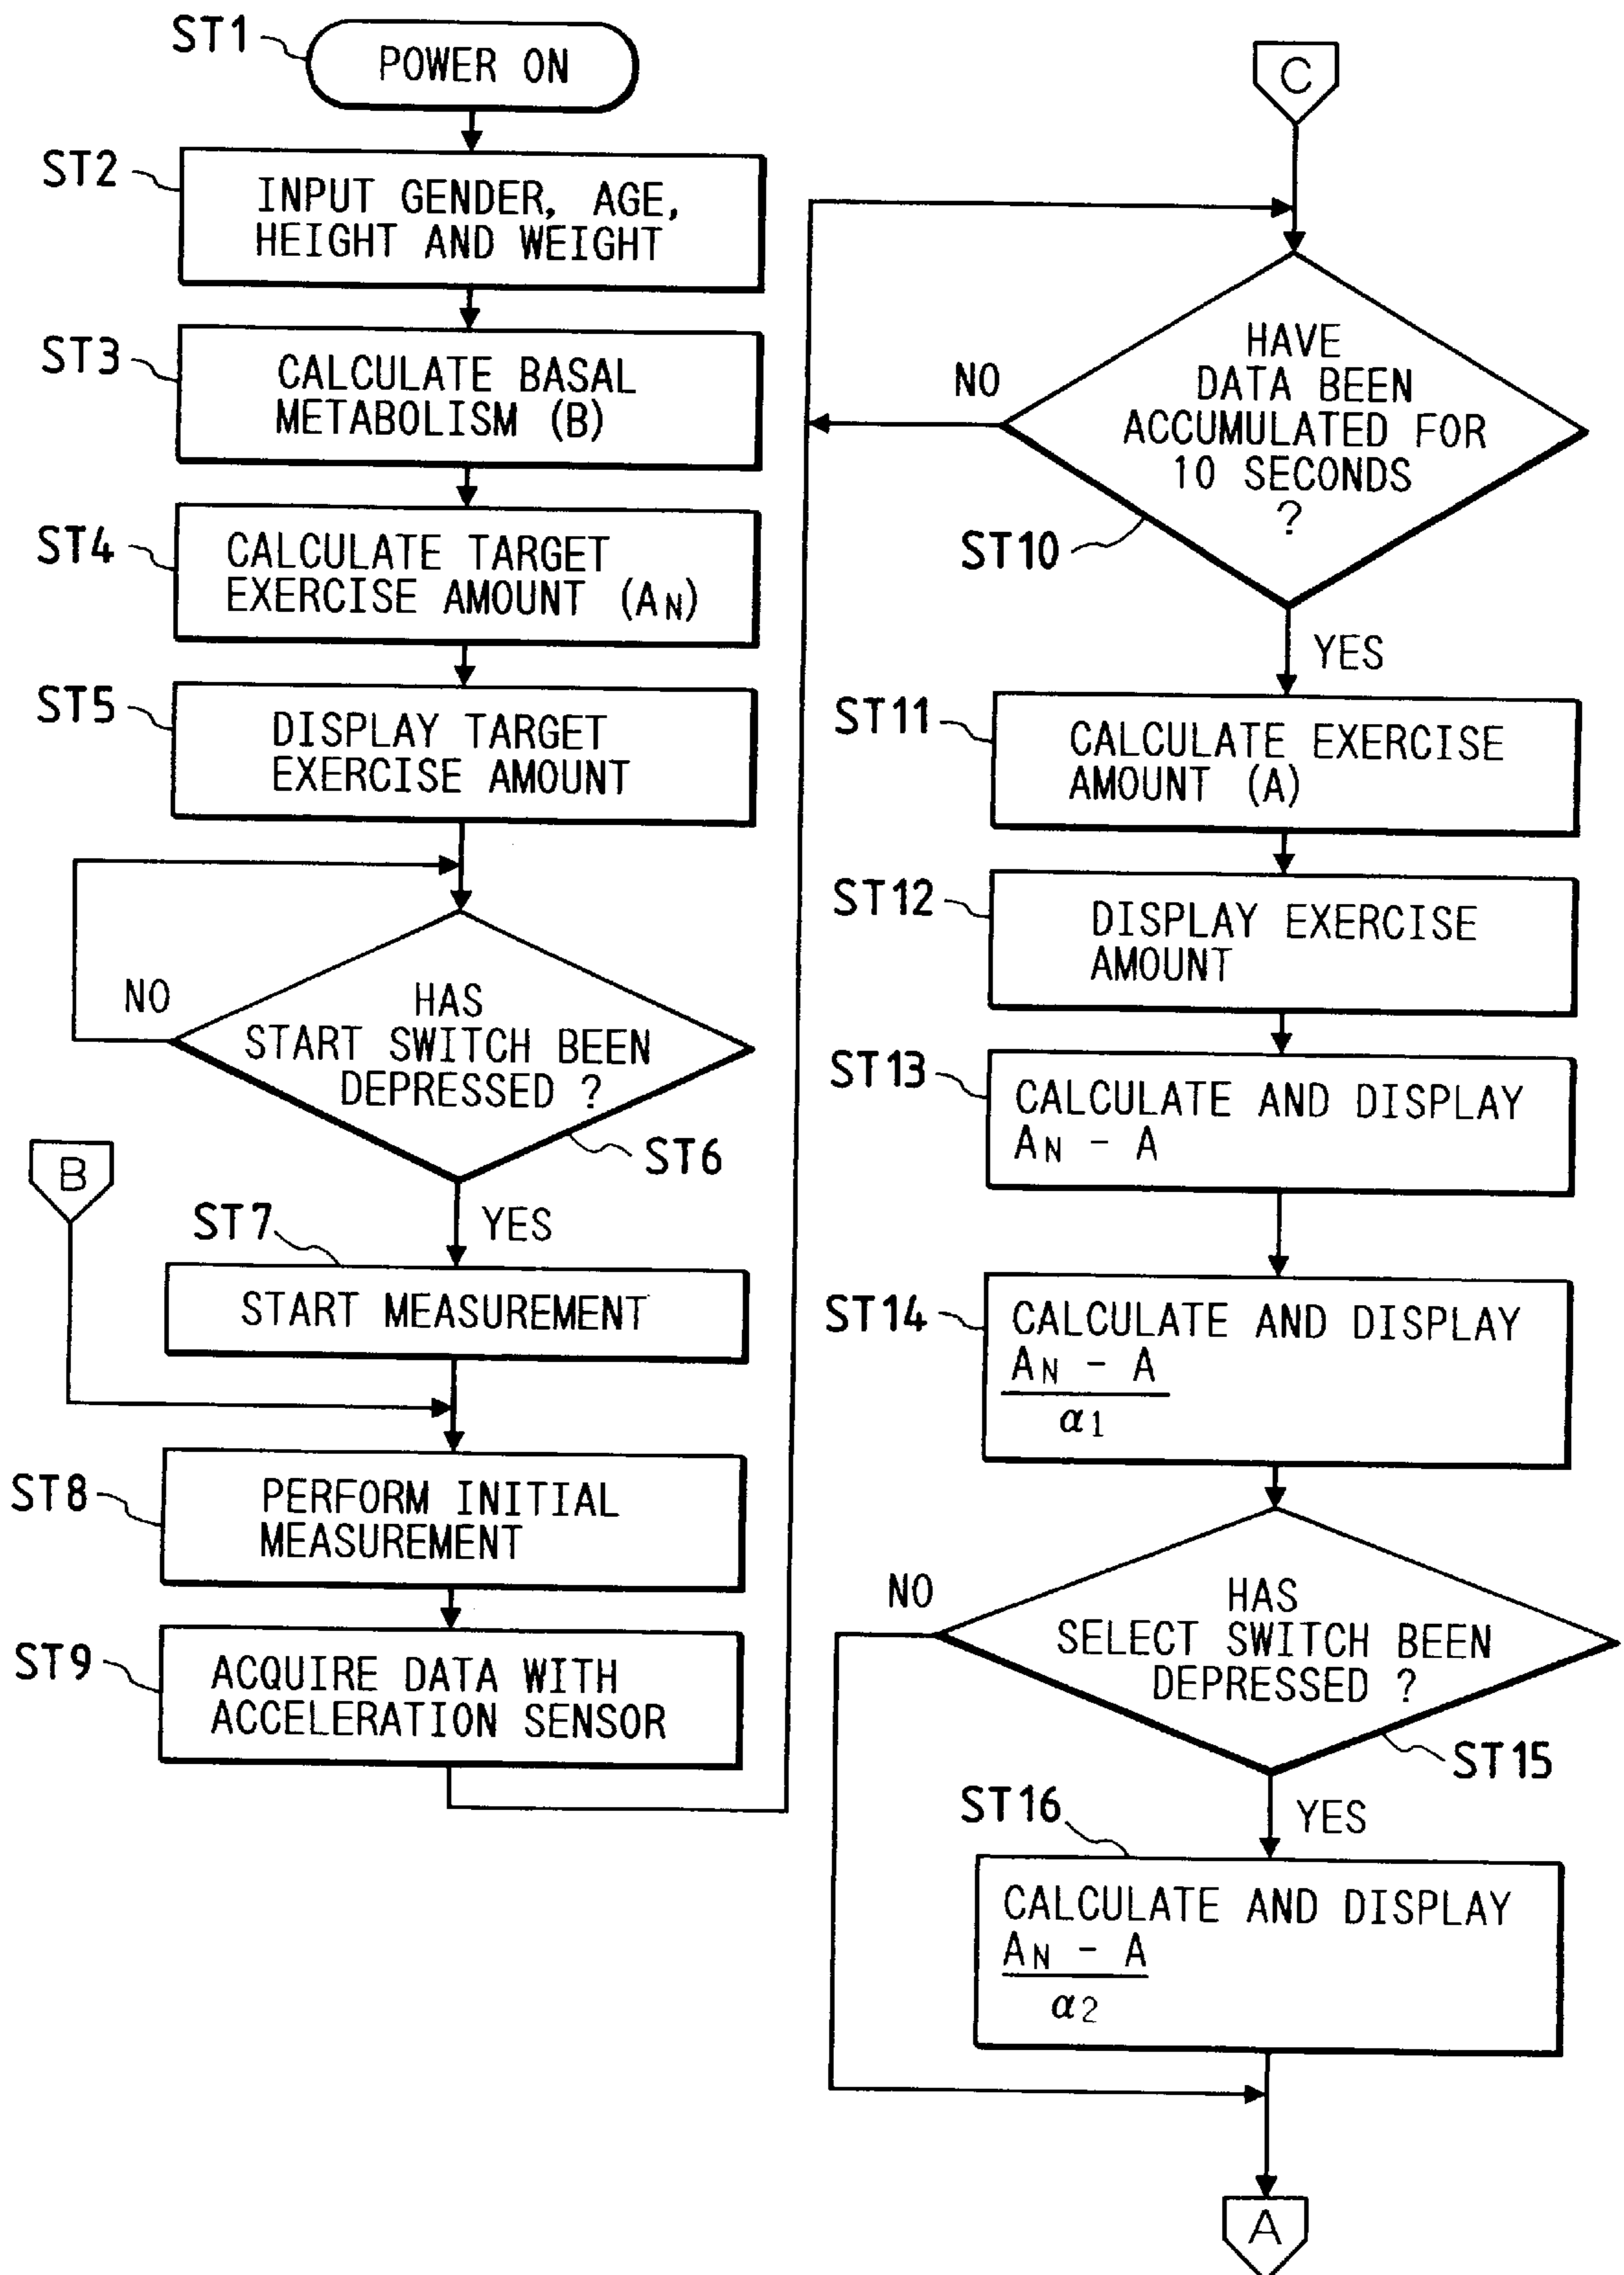 ST1
POWER ON
ST2
INPUT GENDER, AGE,
HEIGHT AND WEIGHT
ST3
CALCULATE BASAL
METABOLISM (B)
ST4
CALCULATE TARGET
EXERCISE AMOUNT (AN)
ST5
DISPLAY TARGET
EXERCISE AMOUNT
NO
HAS
START SWITCH BEEN
DEPRESSED ?
ST6
B
YES
ST7
START MEASUREMENT
ST8
PERFORM INITIAL
MEASUREMENT
ST9
ACQUIRE DATA WITH
ACCELERATION SENSOR
C
NO
HAVE
DATA BEEN
ACCUMULATED FOR
10 SECONDS
?
ST10
YES
ST11
CALCULATE EXERCISE
AMOUNT (A)
ST12
DISPLAY EXERCISE
AMOUNT
ST13
CALCULATE AND DISPLAY
AN - A
ST14
CALCULATE AND DISPLAY
AN - A
α1
NO
HAS
SELECT SWITCH BEEN
DEPRESSED ?
ST15
YES
ST16
CALCULATE AND DISPLAY
AN - A
α2
A